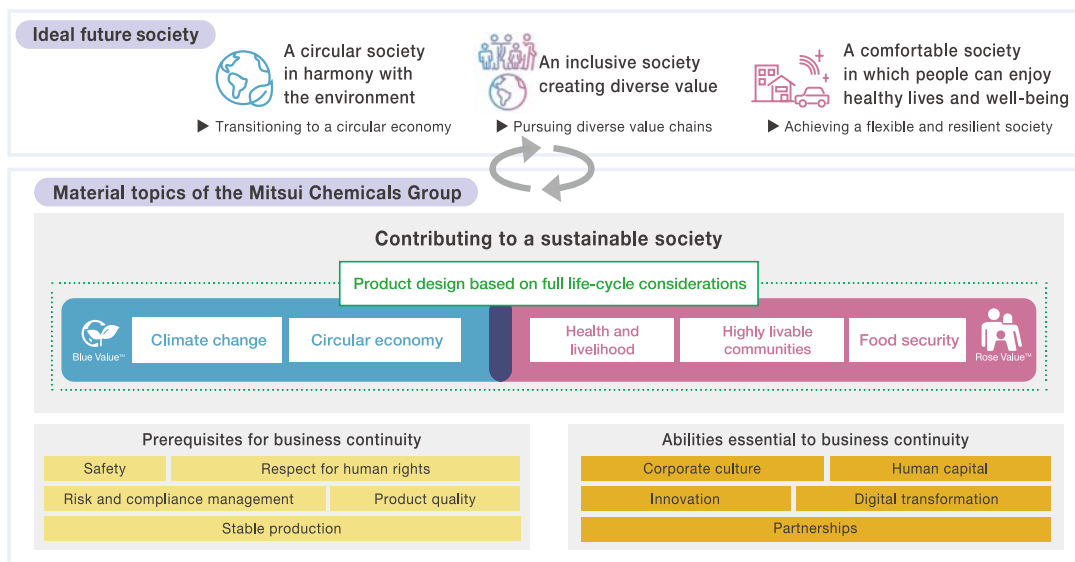 Ideal future society
A circular society
in harmony with
the environment
▶ Transitioning to a circular economy
An inclusive society
creating diverse value
▶ Pursuing diverse value chains
A comfortable society
in which people can enjoy
healthy lives and well-being
▶ Achieving a flexible and resilient society
Material topics of the Mitsui Chemicals Group
Contributing to a sustainable society
Product design based on full life-cycle considerations
Blue Value™
Climate change
Circular economy
Health and
livelihood
Highly livable
communities
Food security
Rose Value™
Prerequisites for business continuity
Safety
Respect for human rights
Risk and compliance management
Product quality
Stable production
Abilities essential to business continuity
Corporate culture
Human capital
Innovation
Digital transformation
Partnerships